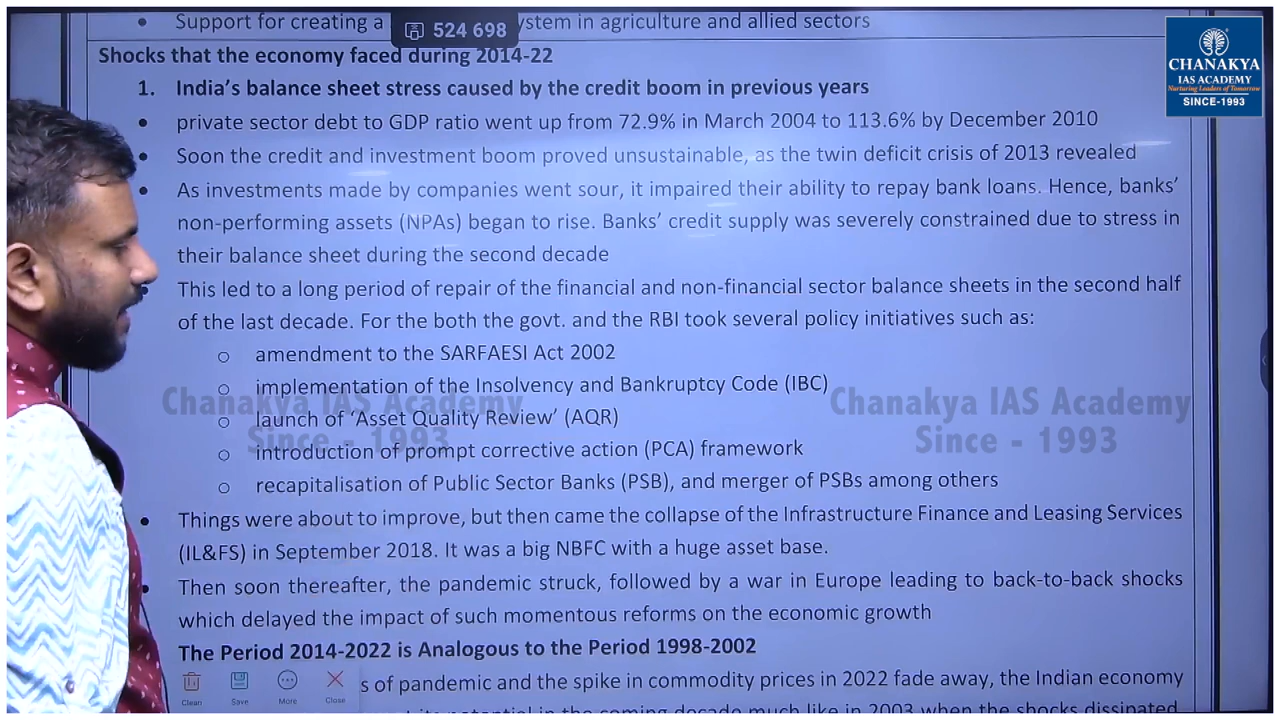 • Support for creating a
524 698
ystem in agriculture and allied sectors
CHANAKYA
IAS ACADEMY
Nurturing Leaders of Tomorrow
SINCE-1993
Shocks that the economy faced during 2014-22
1. India's balance sheet stress caused by the credit boom in previous years
• private sector debt to GDP ratio went up from 72.9% in March 2004 to 113.6% by December 2010
• Soon the credit and investment boom proved unsustainable, as the twin deficit crisis of 2013 revealed
• As investments made by companies went sour, it impaired their ability to repay bank loans. Hence, banks'
non-performing assets (NPAs) began to rise. Banks' credit supply was severely constrained due to stress in
their balance sheet during the second decade
This led to a long period of repair of the financial and non-financial sector balance sheets in the second half
of the last decade. For the both the govt. and the RBI took several policy initiatives such as:
o amendment to the SARFAESI Act 2002
o implementation of the Insolvency and Bankruptcy Code (IBC)
Chanakya IAS Academy
Since - 1993
Chanakya IAS Academy
Since - 1993
o launch of 'Asset Quality Review' (AQR)
o introduction of prompt corrective action (PCA) framework
o recapitalisation of Public Sector Banks (PSB), and merger of PSBs among others
• Things were about to improve, but then came the collapse of the Infrastructure Finance and Leasing Services
(IL&FS) in September 2018. It was a big NBFC with a huge asset base.
• Then soon thereafter, the pandemic struck, followed by a war in Europe leading to back-to-back shocks
which delayed the impact of such momentous reforms on the economic growth
The Period 2014-2022 is Analogous to the Period 1998-2002
s of pandemic and the spike in commodity prices in 2022 fade away, the Indian economy
in the coming decade much like in 2003 when the shocks dissipated
Clean
Save
More
Close